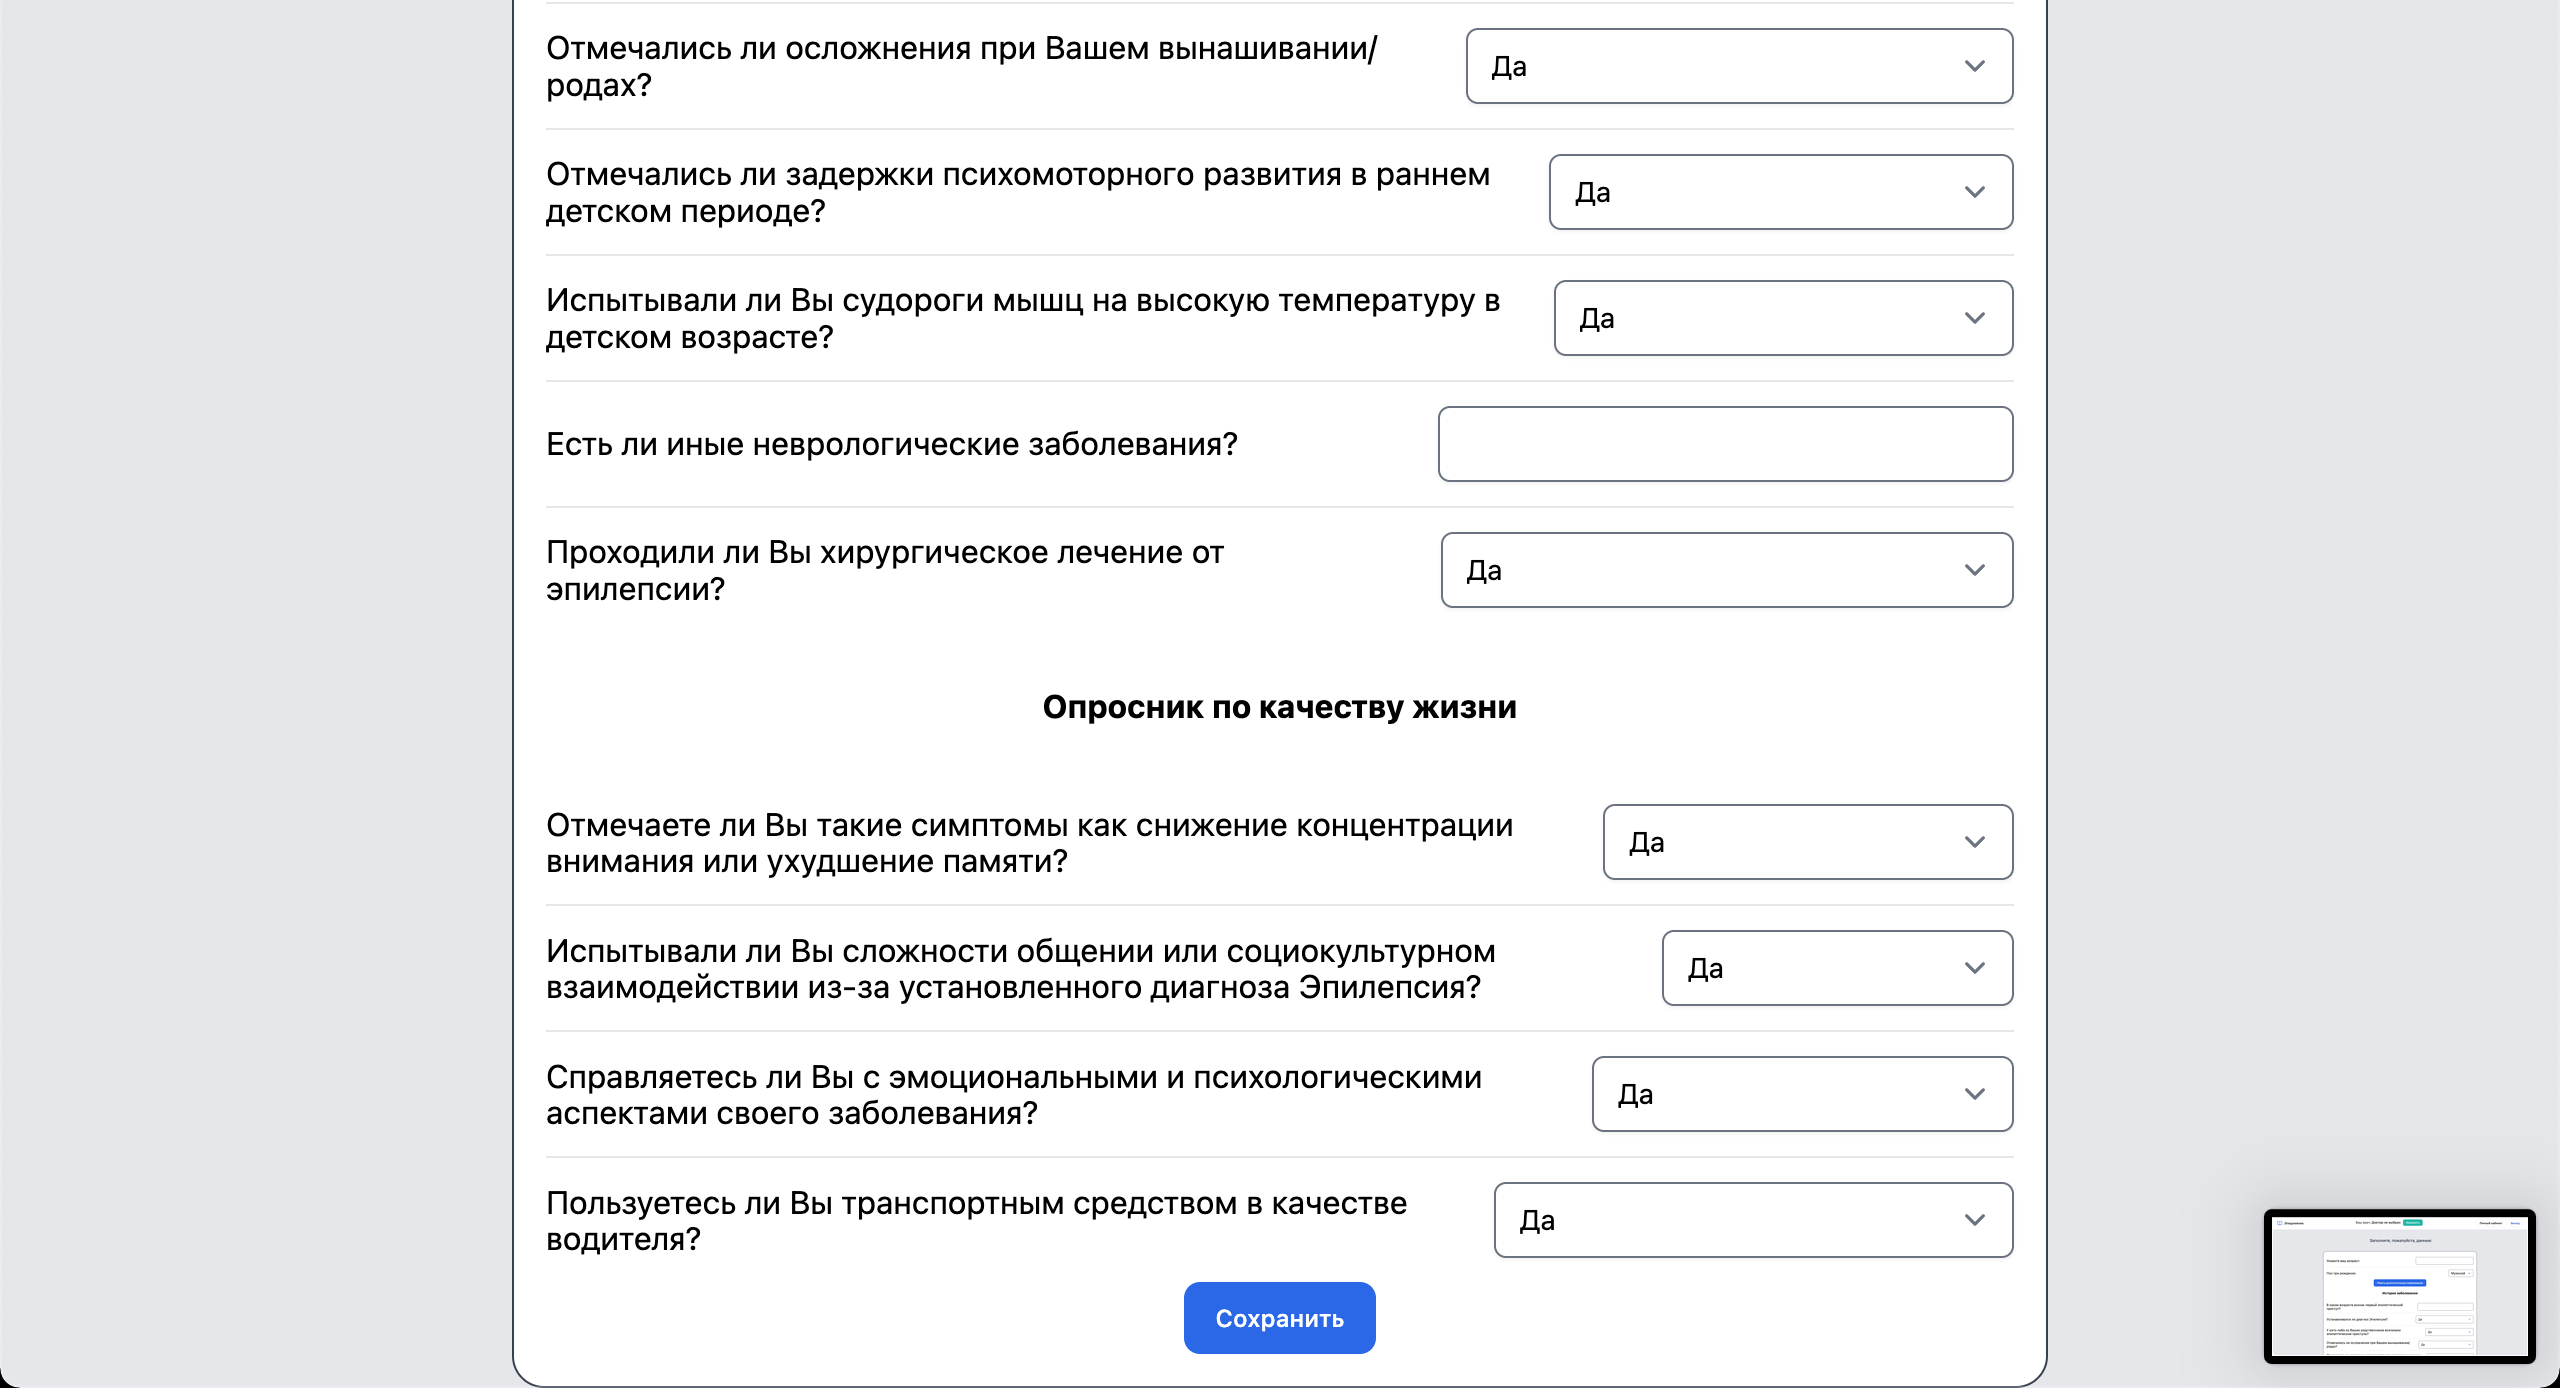 Отмечались ли осложнения при Вашем вынашивании/
родах?
Да
Отмечались ли задержки психомоторного развития в раннем
детском периоде?
Да
Испытывали ли Вы судороги мышц на высокую температуру в
детском возрасте?
Да
Есть ли иные неврологические заболевания?
Проходили ли Вы хирургическое лечение от
эпилепсии?
Да
Опросник по качеству жизни
Отмечаете ли Вы такие симптомы как снижение концентрации
внимания или ухудшение памяти?
Да
Испытывали ли Вы сложности общении или социокультурном
взаимодействии из-за установленного диагноза Эпилепсия?
Да
Справляетесь ли Вы с эмоциональными и психологическими
аспектами своего заболевания?
Да
Пользуетесь ли Вы транспортным средством в качестве
водителя?
Да
Сохранить